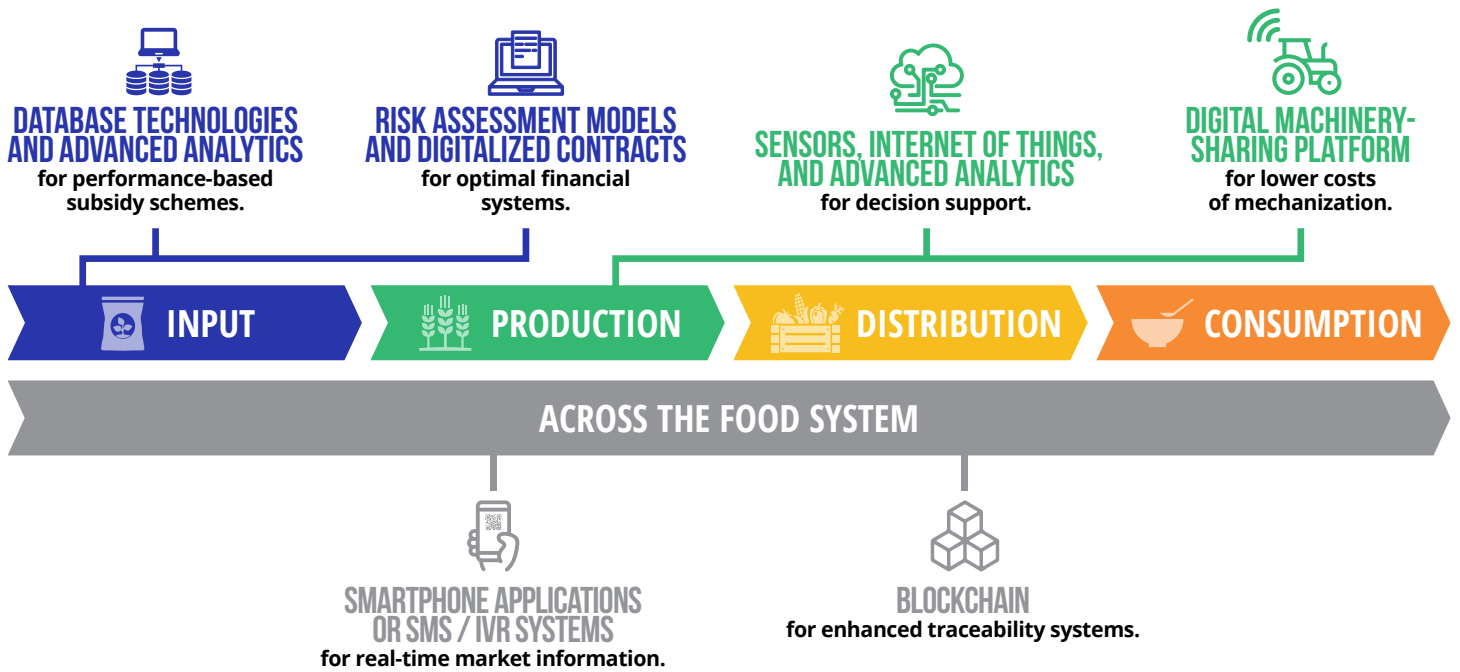 DATABASE TECHNOLOGIES
AND ADVANCED ANALYTICS
for performance-based
subsidy schemes.
RISK ASSESSMENT MODELS
AND DIGITALIZED CONTRACTS
for optimal financial
systems.
SENSORS, INTERNET OF THINGS,
AND ADVANCED ANALYTICS
for decision support.
DIGITAL MACHINERY-
SHARING PLATFORM
for lower costs
of mechanization.
INPUT
PRODUCTION
DISTRIBUTION
CONSUMPTION
ACROSS THE FOOD SYSTEM
SMARTPHONE APPLICATIONS
OR SMS / IVR SYSTEMS
for real-time market information.
BLOCKCHAIN
for enhanced traceability systems.